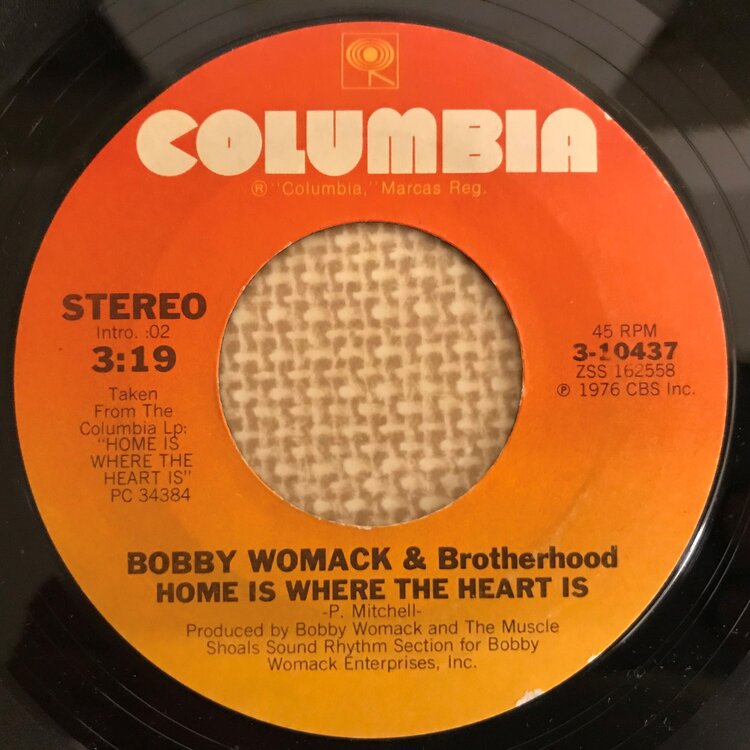 COLUMBIA
® "Columbia," Marcas Reg.
STEREO
Intro. :02
3:19
Taken
From The
Columbia Lp:
"HOME IS
WHERE THE
HEART IS"
PC 34384
45 RPM
3-10437
ZSS 162558
℗ 1976 CBS Inc.
BOBBY WOMACK & Brotherhood
HOME IS WHERE THE HEART IS
-P. Mitchell-
Produced by Bobby Womack and The Muscle
Shoals Sound Rhythm Section for Bobby
Womack Enterprises, Inc.